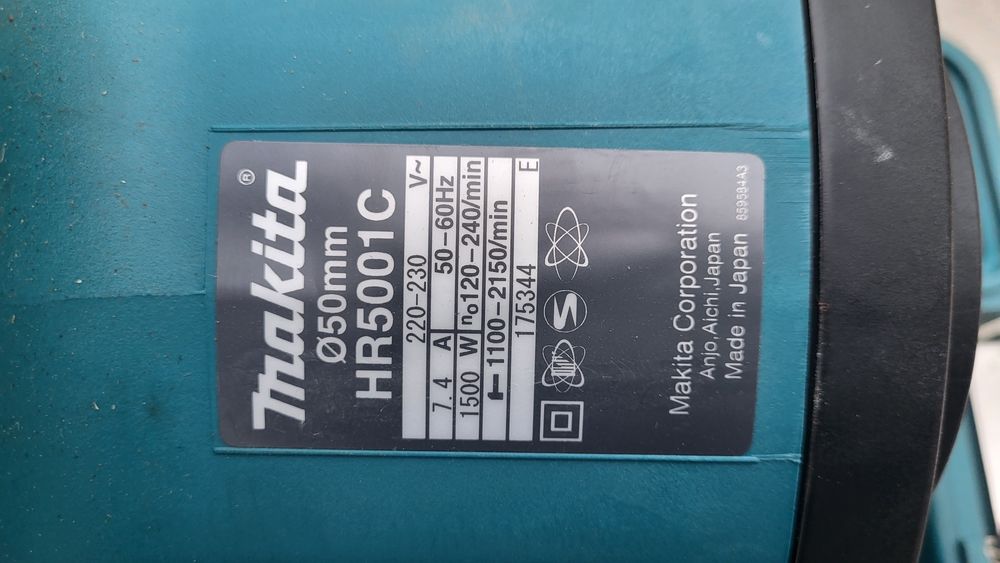 makita®
Ø50mm
HR5001C
220-230 V~
7.4 A 50-60Hz
1500 W n₀120-240/min
1100-2150/min
175344 E
S
Makita Corporation
Anjo,Aichi,Japan
Made in Japan 859584A3